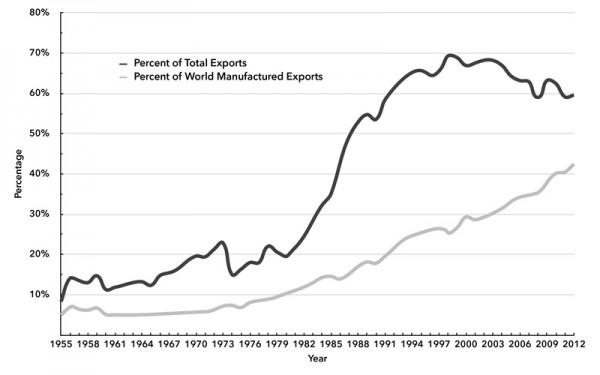 80%
Percent of Total Exports
Percent of World Manufactured Exports
70%
60%
50%
Percentage
40%
30%
20%
10%
1955 1958 1961 1964 1967 1970 1973 1976 1979 1982 1985 1988 1991 1994 1997 2000 2003 2006 2009 2012
Year